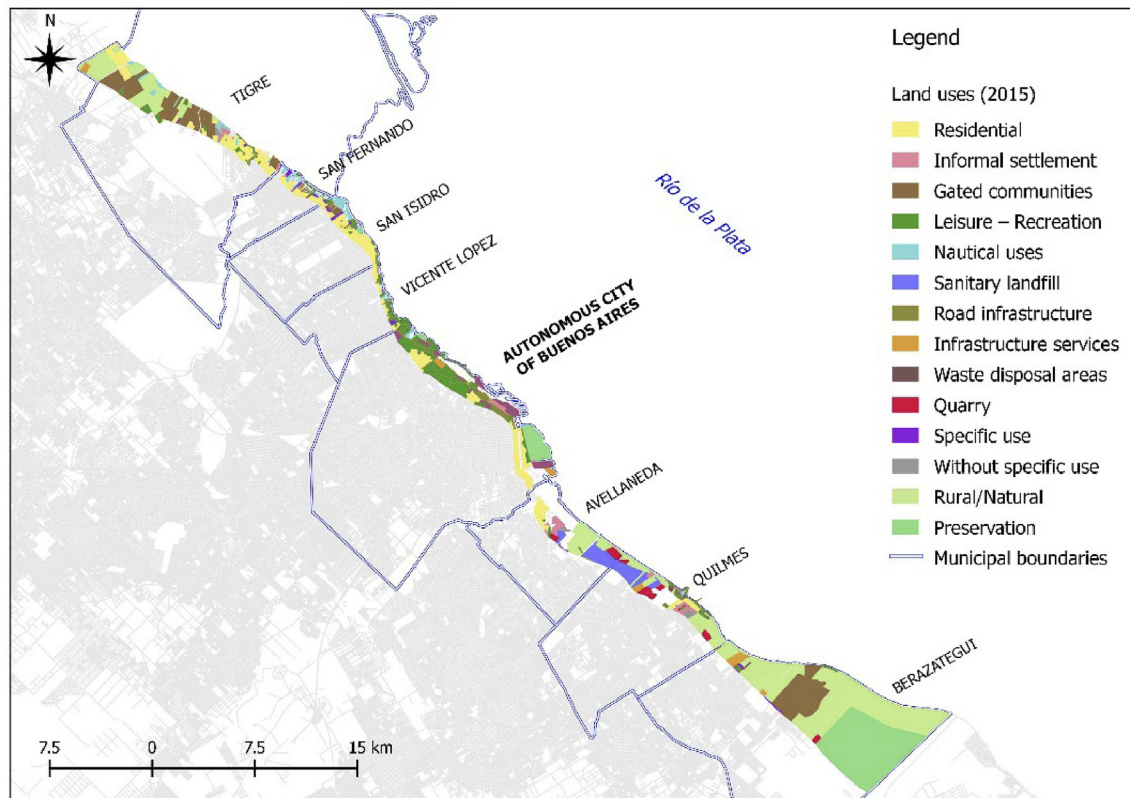 N
TIGRE
SAN FERNANDO
SAN ISIDRO
VICENTE LOPEZ
AUTONOMOUS CITY
OF BUENOS AIRES
Río de la Plata
AVELLANEDA
QUILMES
BERAZATEGUI
7.5 0 7.5 15 km
Legend
Land uses (2015)
Residential
Informal settlement
Gated communities
Leisure – Recreation
Nautical uses
Sanitary landfill
Road infrastructure
Infrastructure services
Waste disposal areas
Quarry
Specific use
Without specific use
Rural/Natural
Preservation
Municipal boundaries